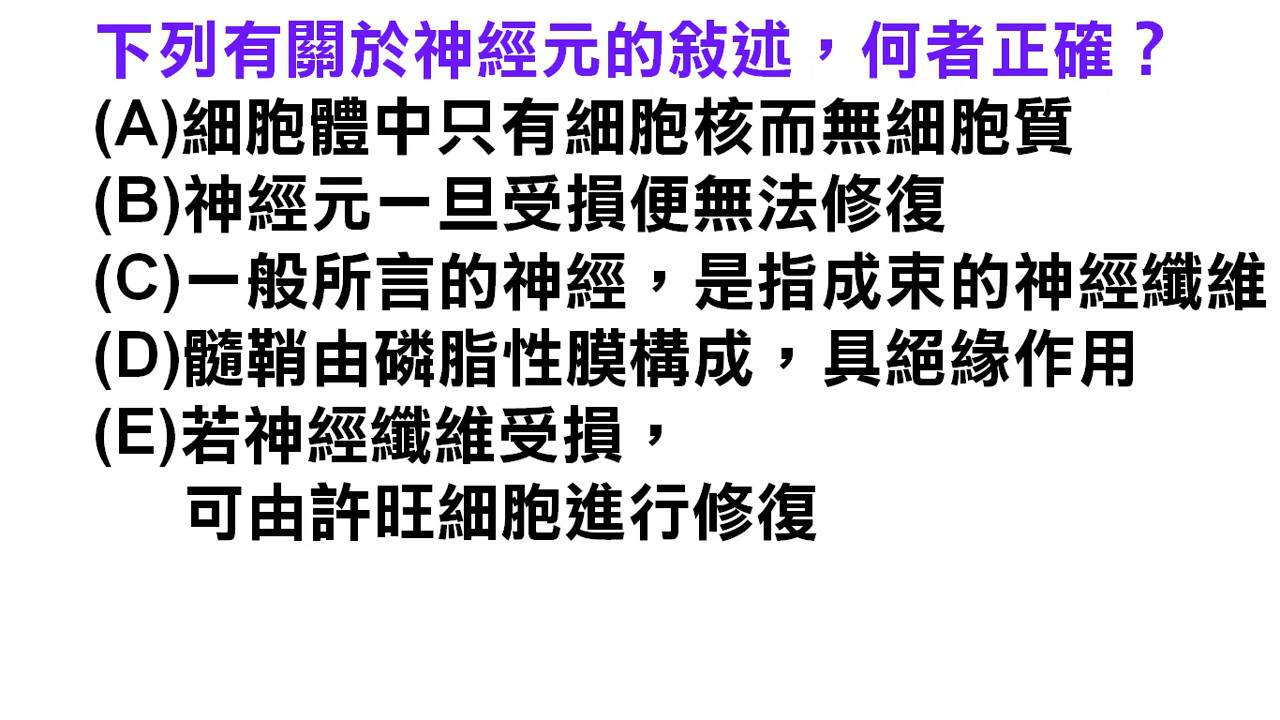 下列有關於神經元的敍述，何者正確？
(A)細胞體中只有細胞核而無細胞質
(B)神經元一旦受損便無法修復
(C)一般所言的神經，是指成束的神經纖維
(D)髓鞘由磷脂性膜構成，具絕緣作用
(E)若神經纖維受損，
可由許旺細胞進行修復